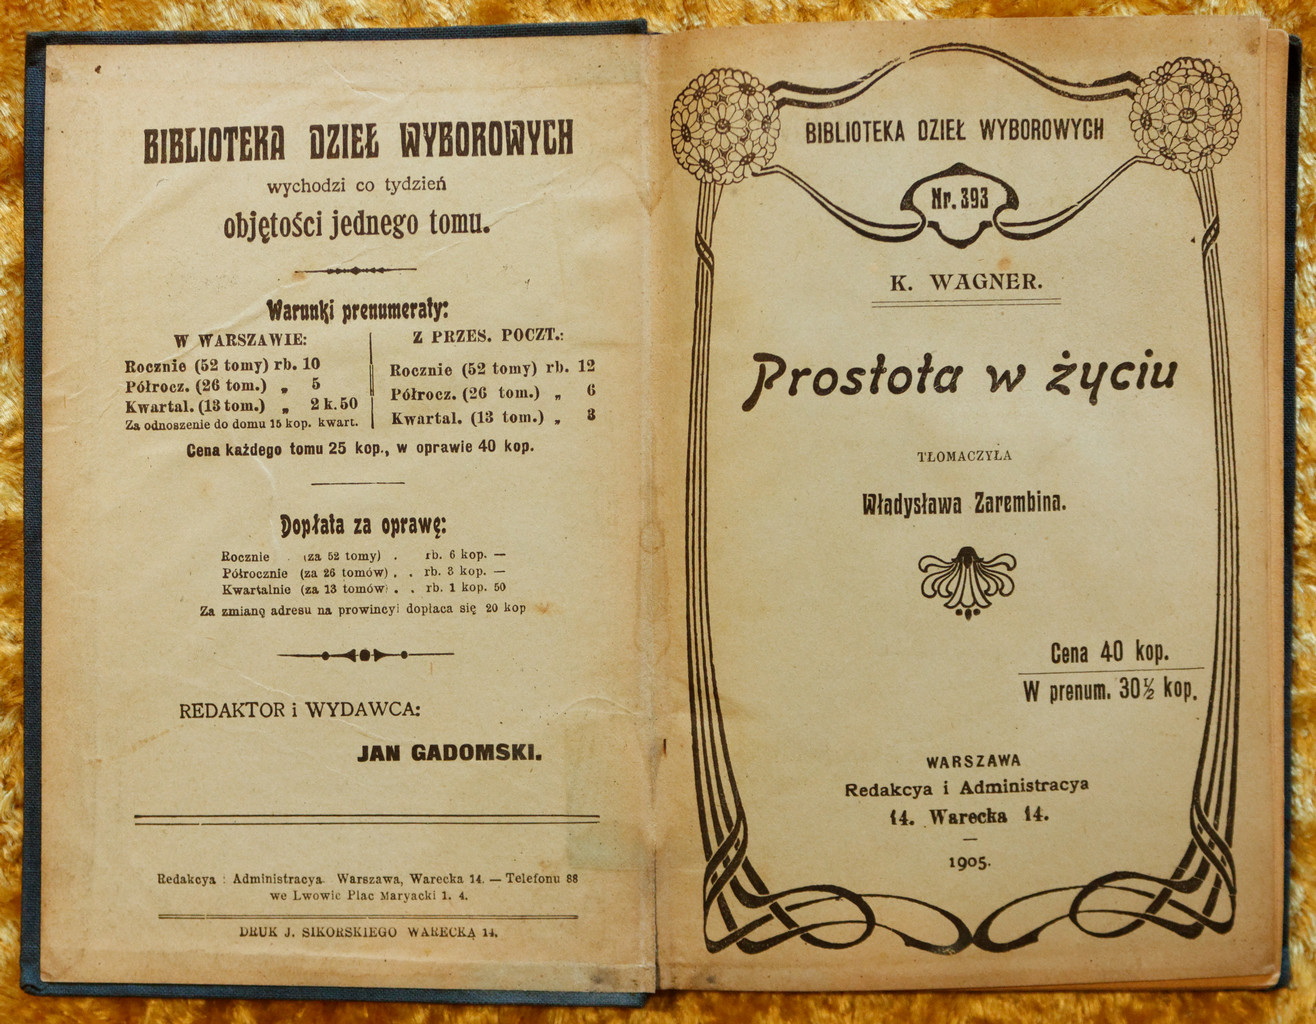 BIBLIOTEKA DZIEŁ WYBOROWYCH
wychodzi co tydzień
objętości jednego tomu.
Warunki prenumeraty:
W WARSZAWIE:
Rocznie (52 tomy) rb. 10
Półrocz. (26 tom.) „ 5
Kwartal. (13 tom.) „ 2 k. 50
Za odnoszenie do domu 15 kop. kwart.
Z PRZES. POCZT.:
Rocznie (52 tomy) rb. 12
Półrocz. (26 tom.) „ 6
Kwartal. (13 tom.) „ 3
Cena każdego tomu 25 kop., w oprawie 40 kop.
Dopłata za oprawę:
Rocznie . (za 52 tomy) . rb. 6 kop. —
Półrocznie (za 26 tomów) . . rb. 3 kop. —
Kwartalnie (za 13 tomów) . . rb. 1 kop. 50
Za zmianę adresu na prowincyi dopłaca się 20 kop
REDAKTOR i WYDAWCA:
JAN GADOMSKI.
Redakcya : Administracya. Warszawa, Warecka 14. — Telefonu 88
we Lwowie Plac Maryacki l. 4.
DRUK J. SIKORSKIEGO WARECKA 14.
BIBLIOTEKA DZIEŁ WYBOROWYCH
Nr. 393
K. WAGNER.
Prostota w życiu
TŁOMACZYŁA
Władysława Zarembina.
Cena 40 kop.
W prenum. 30½ kop.
WARSZAWA
Redakcya i Administracya
14. Warecka 14.
—
1905.